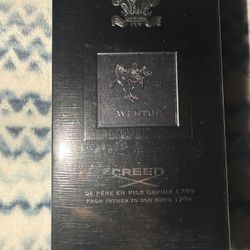 AVENTUS
CREED
DE PÈRE EN FILS DEPUIS 1760
FROM FATHER TO SON SINCE 1760